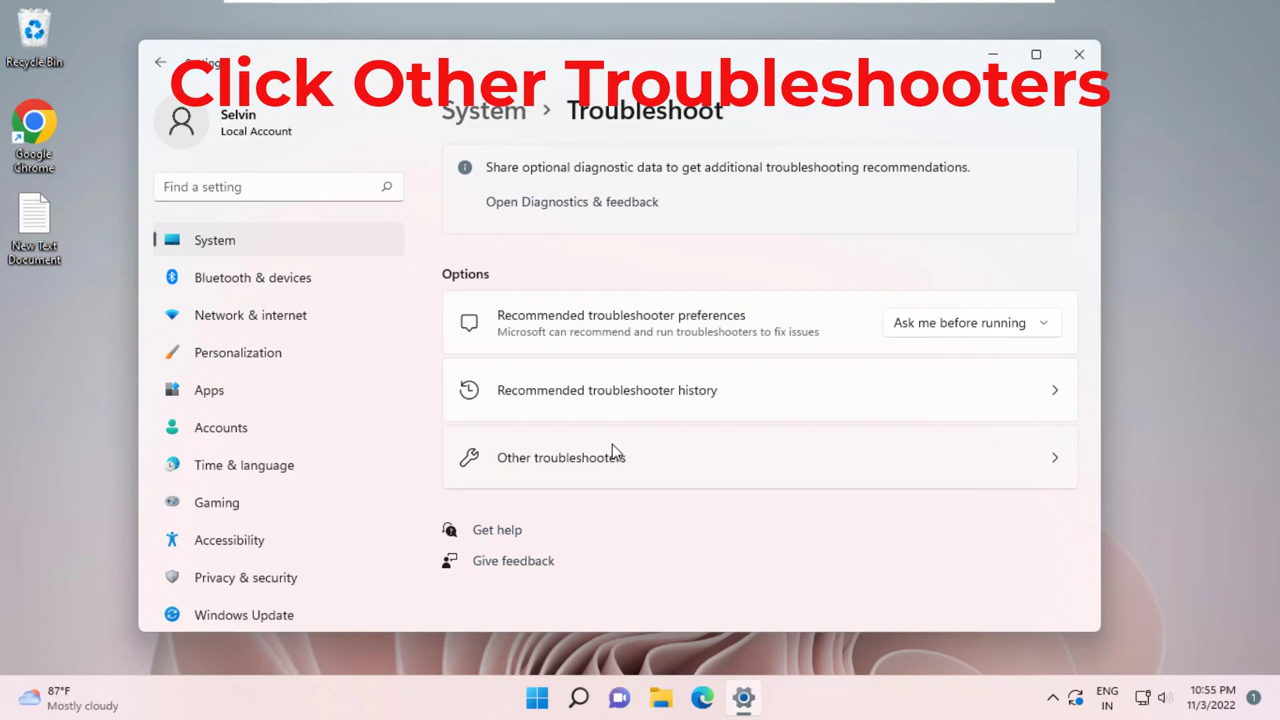 Click Other Troubleshooters
Recycle Bin
Google
Chrome
New Text
Document
Selvin
Local Account
Find a setting
System
Bluetooth & devices
Network & internet
Personalization
Apps
Accounts
Time & language
Gaming
Accessibility
Privacy & security
Windows Update
System > Troubleshoot
Share optional diagnostic data to get additional troubleshooting recommendations.
Open Diagnostics & feedback
Options
Recommended troubleshooter preferences
Microsoft can recommend and run troubleshooters to fix issues
Ask me before running
Recommended troubleshooter history
Other troubleshooters
Get help
Give feedback
87°F
Mostly cloudy
ENG
IN
10:55 PM
11/3/2022
1